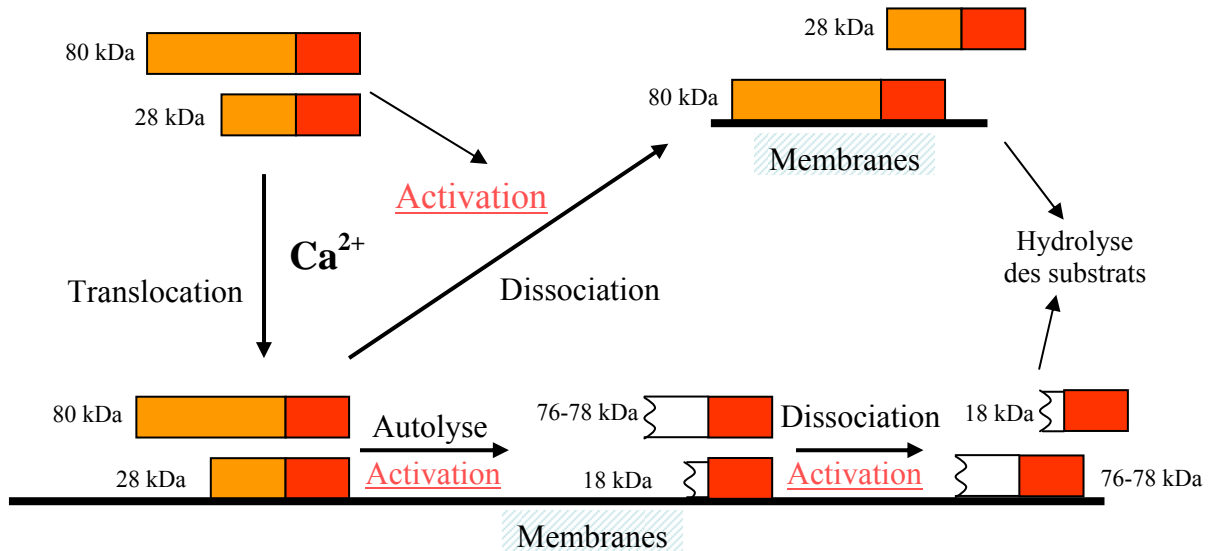 80 kDa
28 kDa
Activation
Ca²⁺
Translocation
Dissociation
28 kDa
80 kDa
Membranes
Hydrolyse
des substrats
80 kDa
28 kDa
Autolyse
Activation
76-78 kDa
18 kDa
Dissociation
Activation
18 kDa
76-78 kDa
Membranes